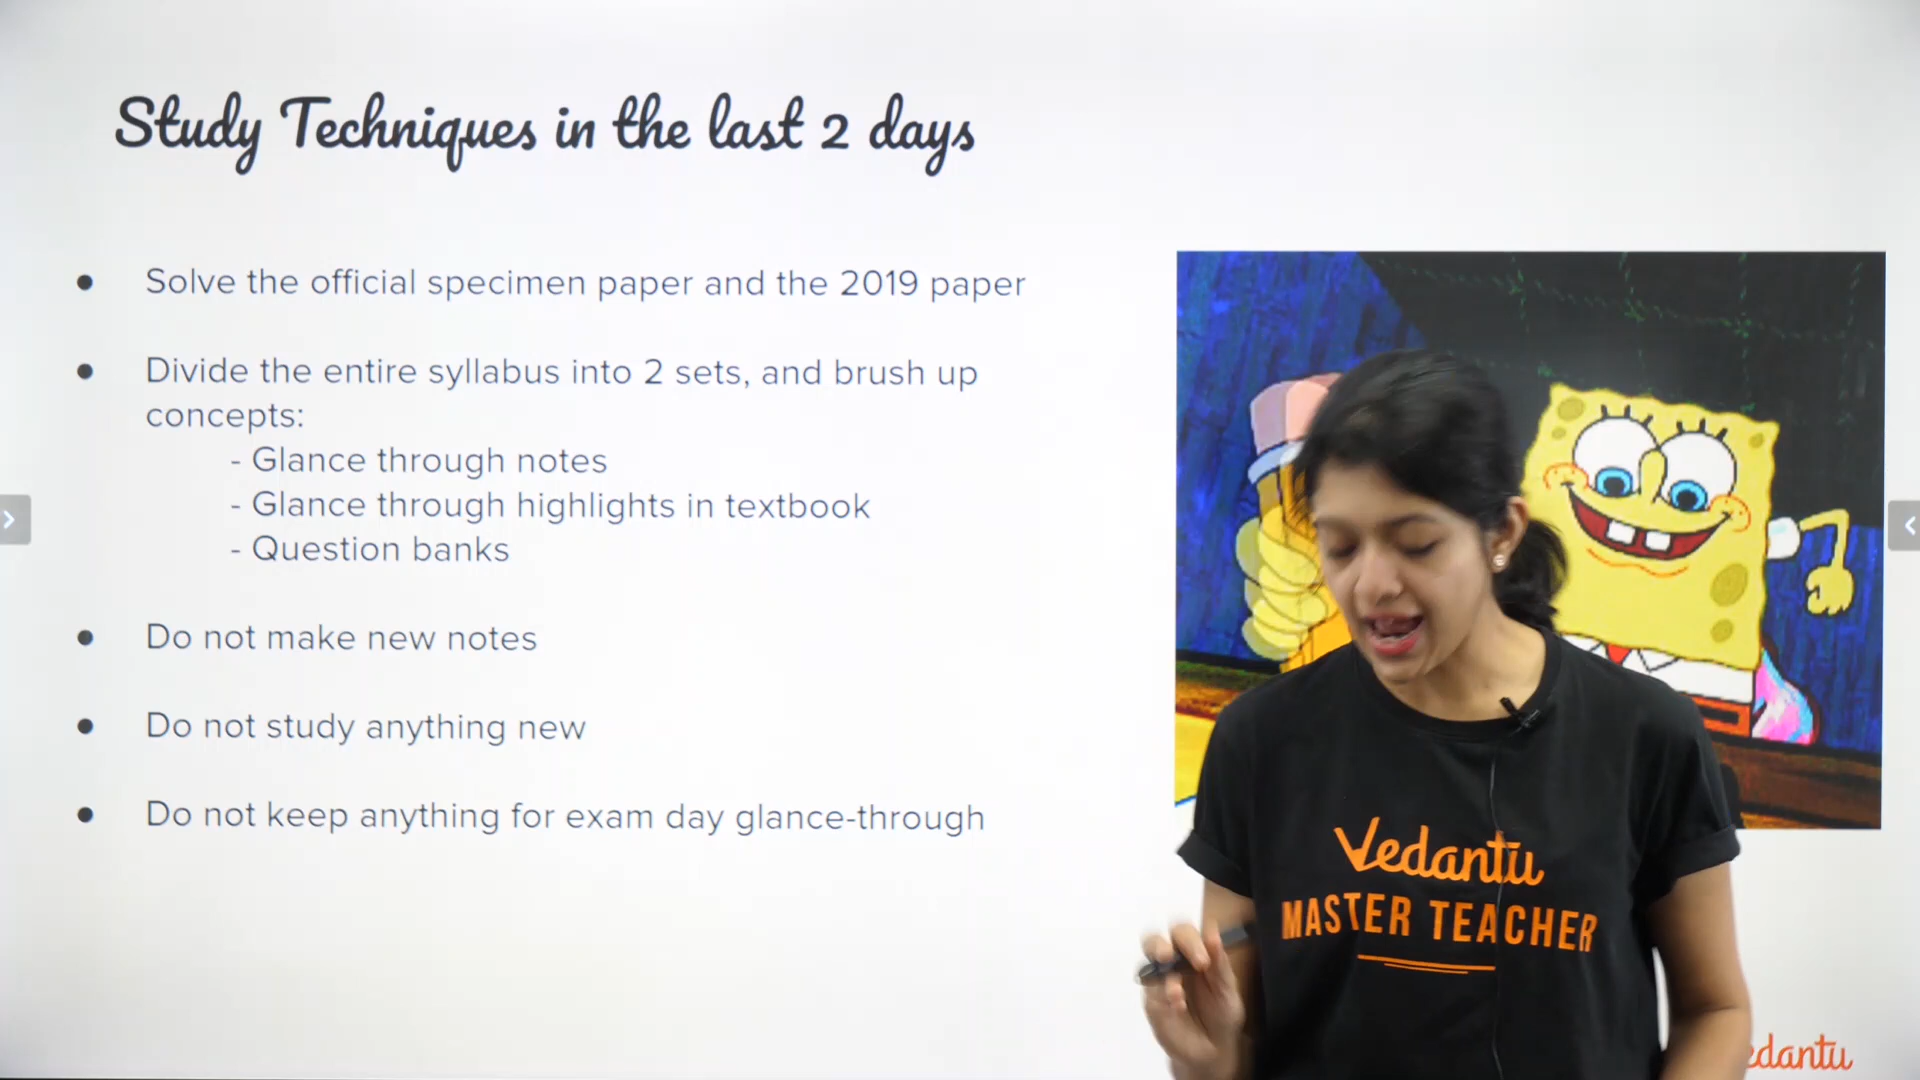 Study Techniques in the last 2 days
● Solve the official specimen paper and the 2019 paper
● Divide the entire syllabus into 2 sets, and brush up
concepts:
- Glance through notes
- Glance through highlights in textbook
- Question banks
● Do not make new notes
● Do not study anything new
● Do not keep anything for exam day glance-through
Vedantu
MASTER TEACHER
edantu